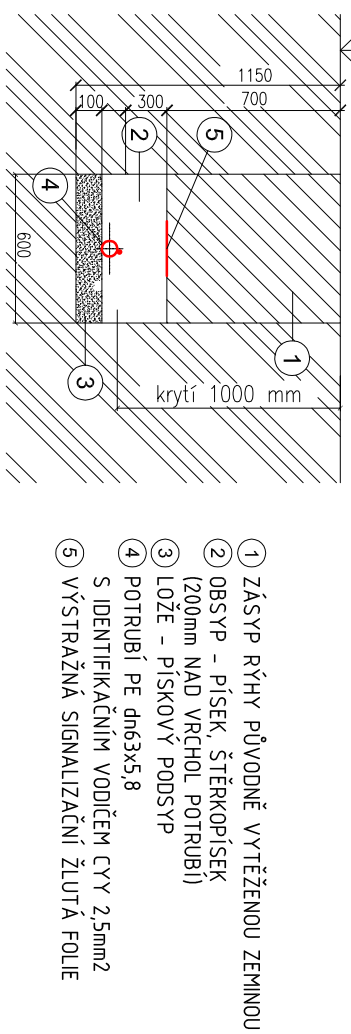 1150
100
300
700
2
5
4
600
3
1
krytí 1000 mm
1 ZÁSYP RÝHY PŮVODNĚ VYTĚŽENOU ZEMINOU
2 OBSYP - PÍSEK, ŠTĚRKOPÍSEK
(200mm NAD VRCHOL POTRUBÍ)
3 LOŽE - PÍSKOVÝ PODSYP
4 POTRUBÍ PE dn63x5,8
S IDENTIFIKAČNÍM VODIČEM CYY 2,5mm2
5 VÝSTRAŽNÁ SIGNALIZAČNÍ ŽLUTÁ FOLIE